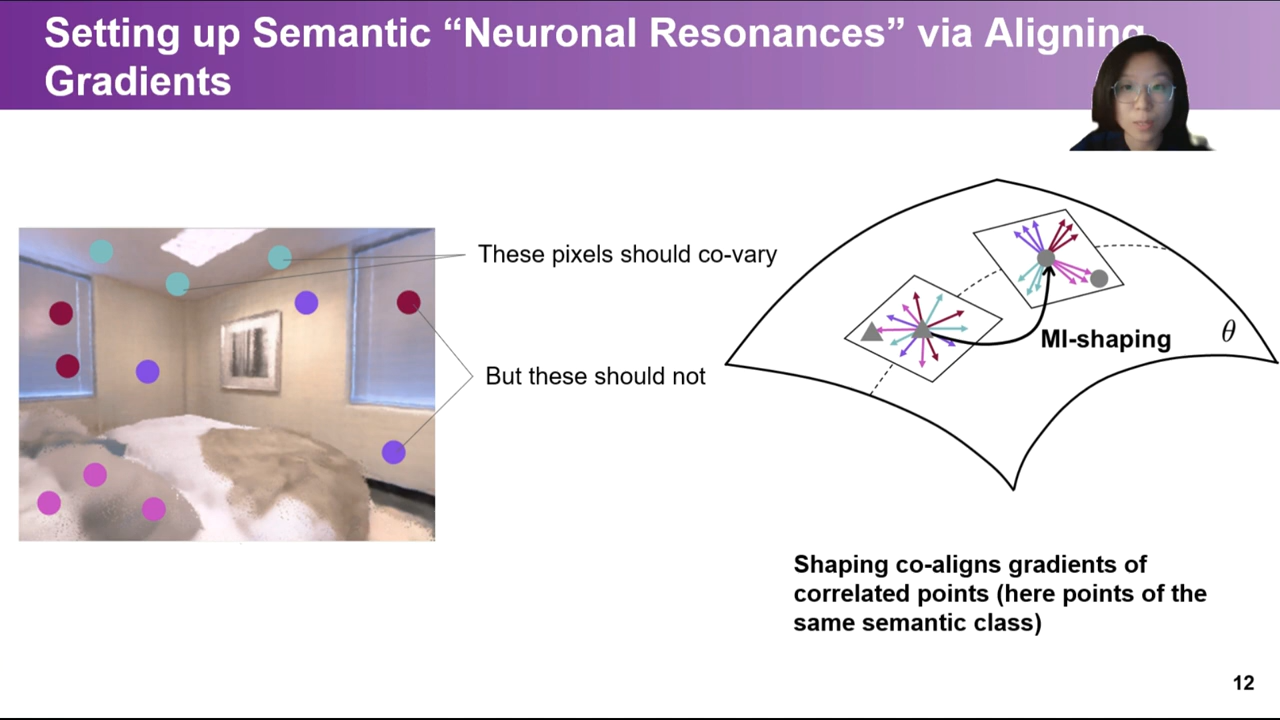 Setting up Semantic “Neuronal Resonances” via Aligning
Gradients
These pixels should co-vary
But these should not
MI-shaping
θ
Shaping co-aligns gradients of
correlated points (here points of the
same semantic class)
12